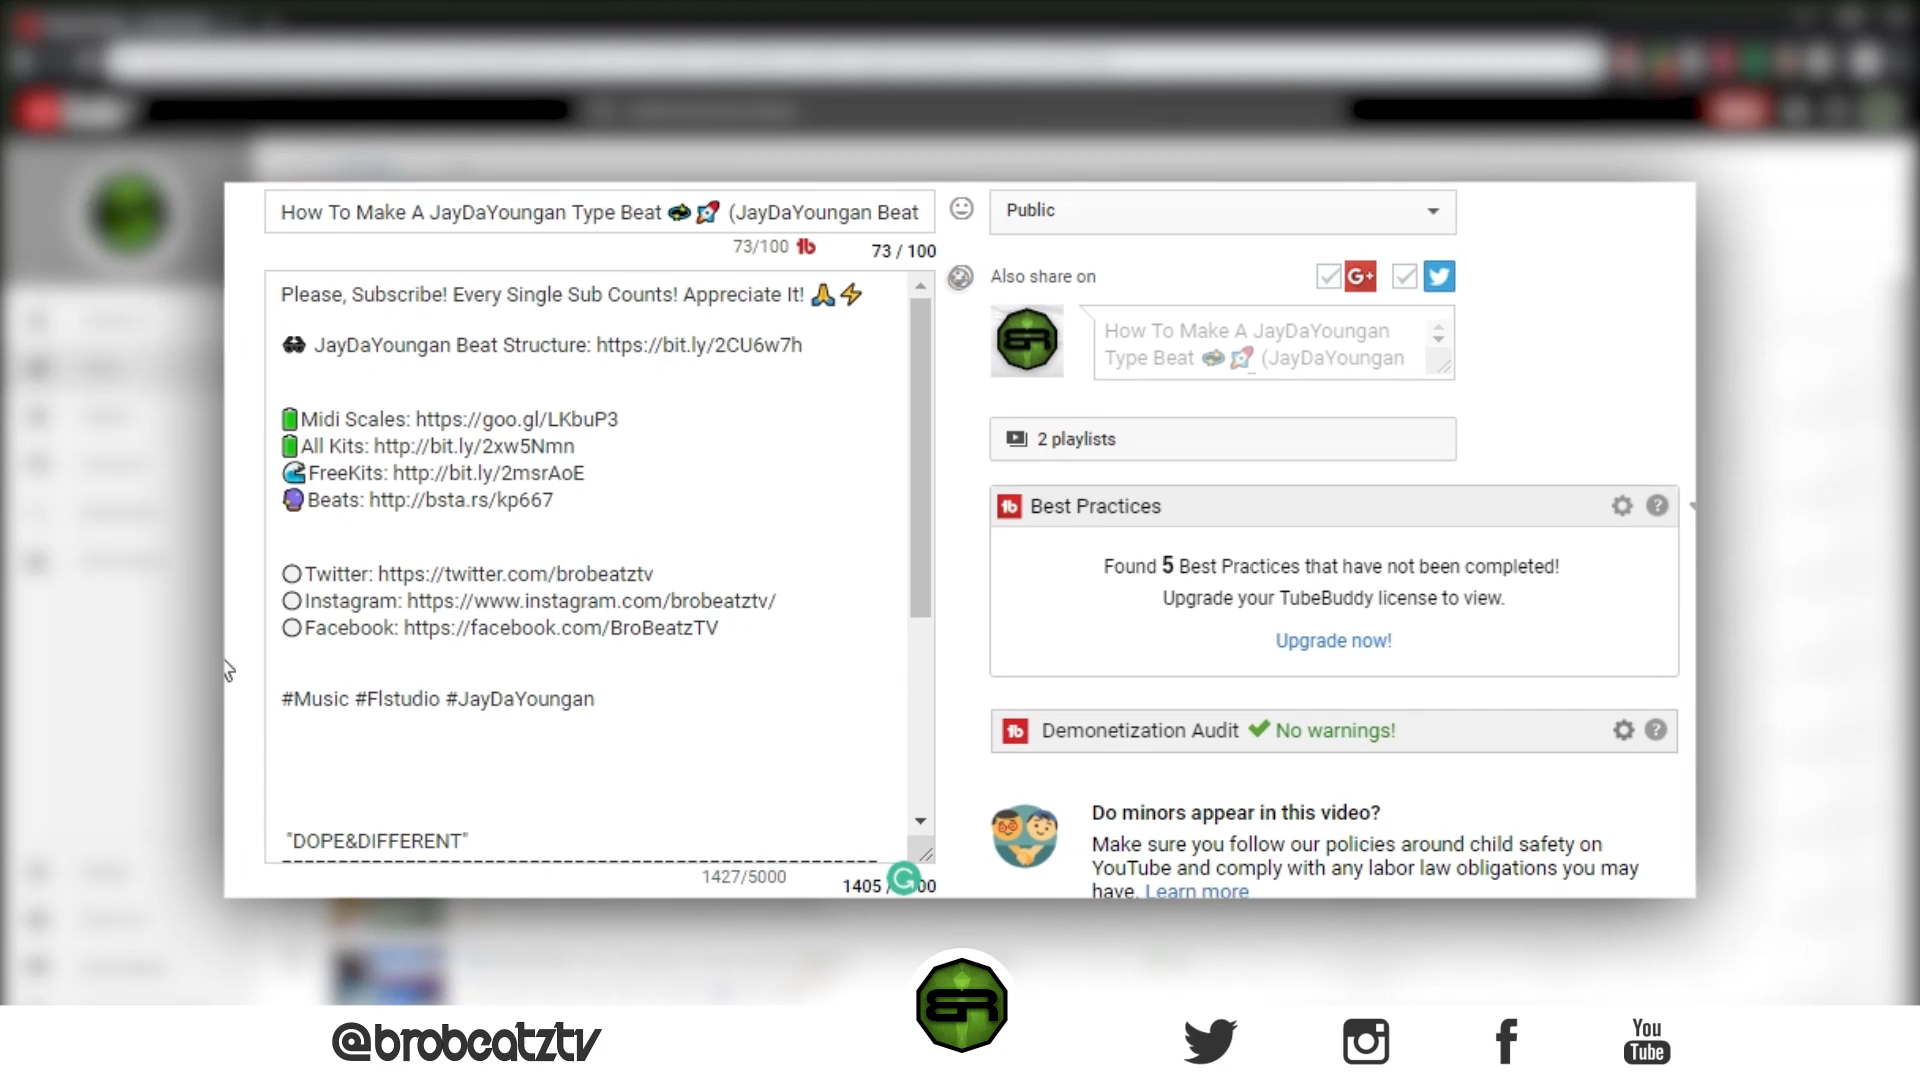 How To Make A JayDaYoungan Type Beat 🛸 🚀 (JayDaYoungan Beat
73/100
73 / 100
Please, Subscribe! Every Single Sub Counts! Appreciate It! 🙏⚡
🕶 JayDaYoungan Beat Structure: https://bit.ly/2CU6w7h
🔋Midi Scales: https://goo.gl/LKbuP3
🔋All Kits: http://bit.ly/2xw5Nmn
🌊FreeKits: http://bit.ly/2msrAoE
🔮Beats: http://bsta.rs/kp667
⚪Twitter: https://twitter.com/brobeatztv
⚪Instagram: https://www.instagram.com/brobeatztv/
⚪Facebook: https://facebook.com/BroBeatzTV
#Music #Flstudio #JayDaYoungan
"DOPE&DIFFERENT"
1427/5000
1405 /
00
Public
Also share on
G+
BR
How To Make A JayDaYoungan
Type Beat 🛸 🚀 (JayDaYoungan
2 playlists
Best Practices
Found 5 Best Practices that have not been completed!
Upgrade your TubeBuddy license to view.
Upgrade now!
Demonetization Audit ✔ No warnings!
Do minors appear in this video?
Make sure you follow our policies around child safety on
YouTube and comply with any labor law obligations you may
have. Learn more
@brobeatztv
BR
You
Tube